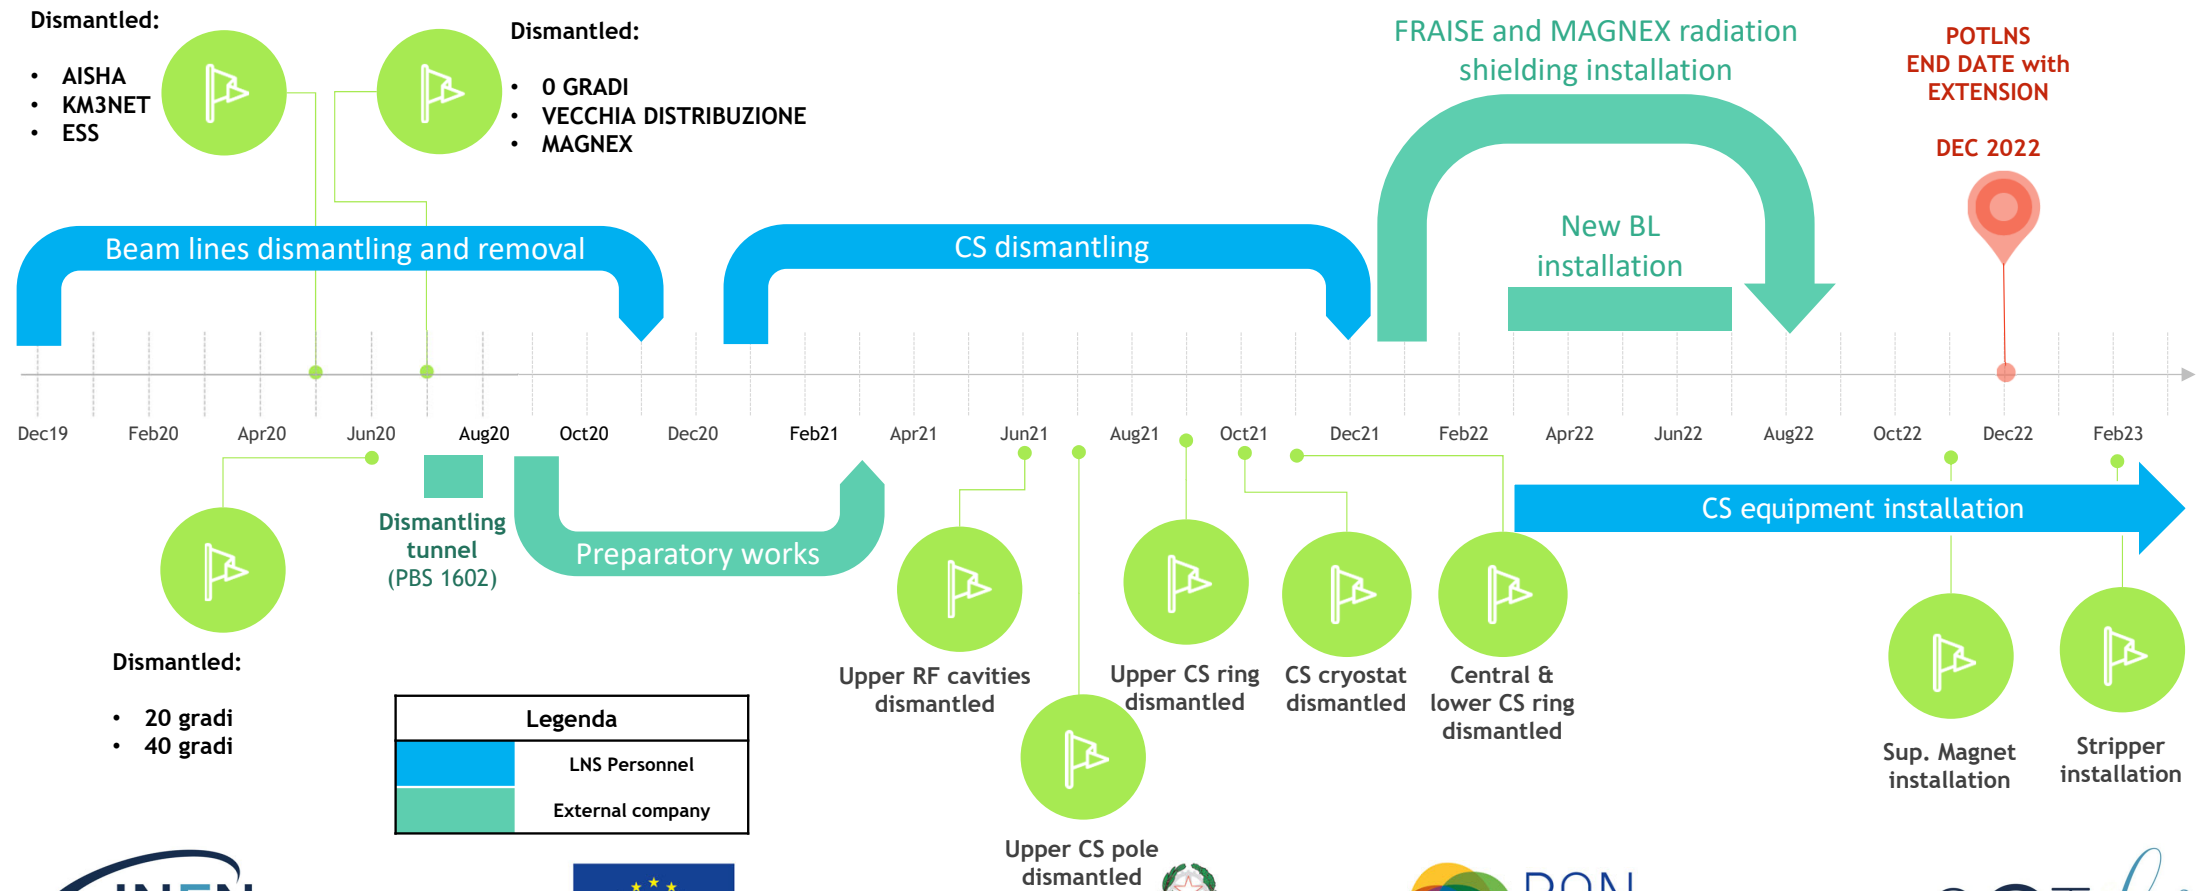 Dismantled:
• AISHA
• KM3NET
• ESS
Dismantled:
• 0 GRADI
• VECCHIA DISTRIBUZIONE
• MAGNEX
FRAISE and MAGNEX radiation
shielding installation
POTLNS
END DATE with
EXTENSION
DEC 2022
Beam lines dismantling and removal
CS dismantling
New BL
installation
Dec19 Feb20 Apr20 Jun20 Aug20 Oct20 Dec20 Feb21 Apr21 Jun21 Aug21 Oct21 Dec21 Feb22 Apr22 Jun22 Aug22 Oct22 Dec22 Feb23
Dismantling
tunnel
(PBS 1602)
Preparatory works
CS equipment installation
Dismantled:
• 20 gradi
• 40 gradi
Upper RF cavities
dismantled
Upper CS pole
dismantled
Upper CS ring
dismantled
CS cryostat
dismantled
Central &
lower CS ring
dismantled
Sup. Magnet
installation
Stripper
installation
Legenda
LNS Personnel
External company
INFN
PON